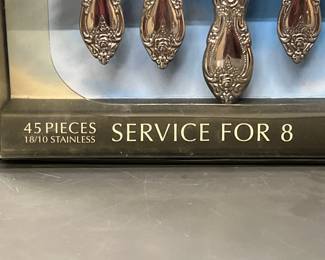 45 PIECES
18/10 STAINLESS
SERVICE FOR 8